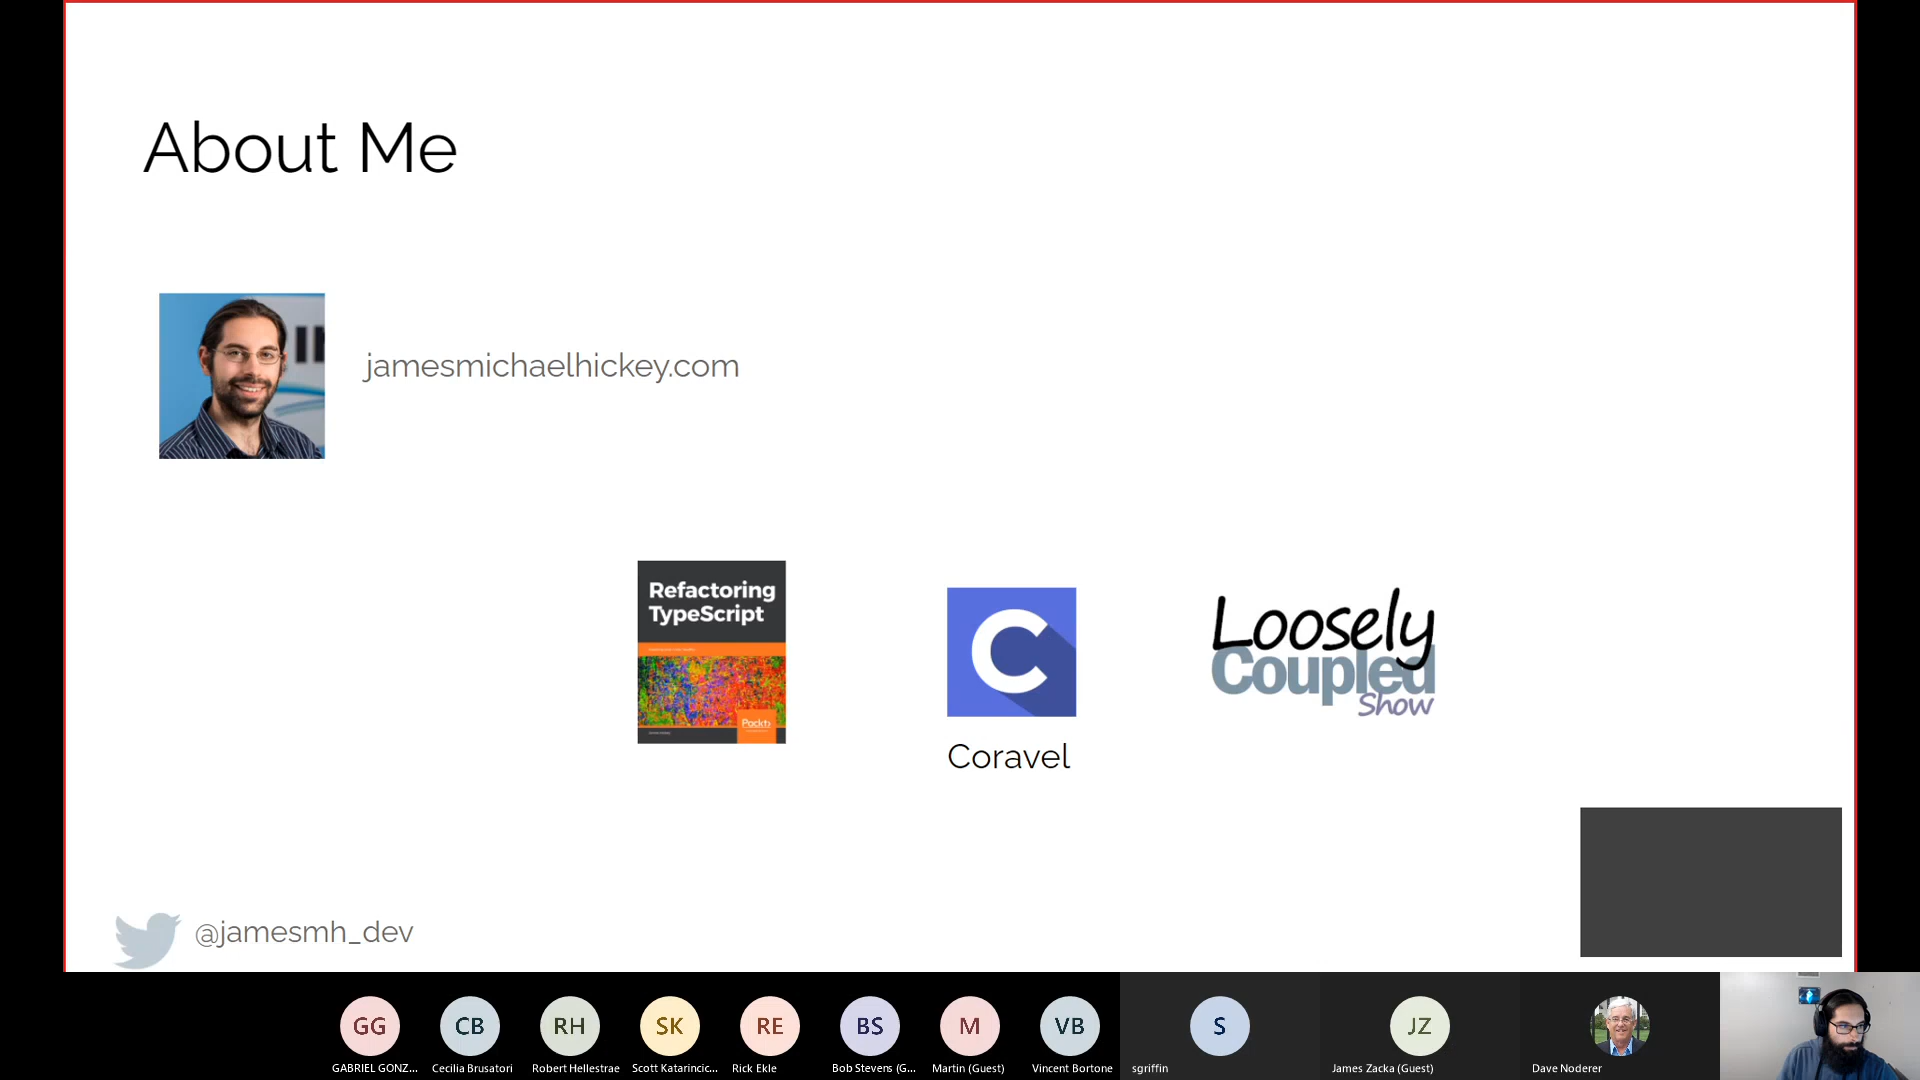 About Me
jamesmichaelhickey.com
Refactoring
TypeScript
Packt
C
Coravel
Loosely
Coupled
Show
@jamesmh_dev
GG
CB
RH
SK
RE
BS
M
VB
S
JZ
GABRIEL GONZ...
Cecilia Brusatori
Robert Hellestrae
Scott Katarincic...
Rick Ekle
Bob Stevens (G...
Martin (Guest)
Vincent Bortone
sgriffin
James Zacka (Guest)
Dave Noderer